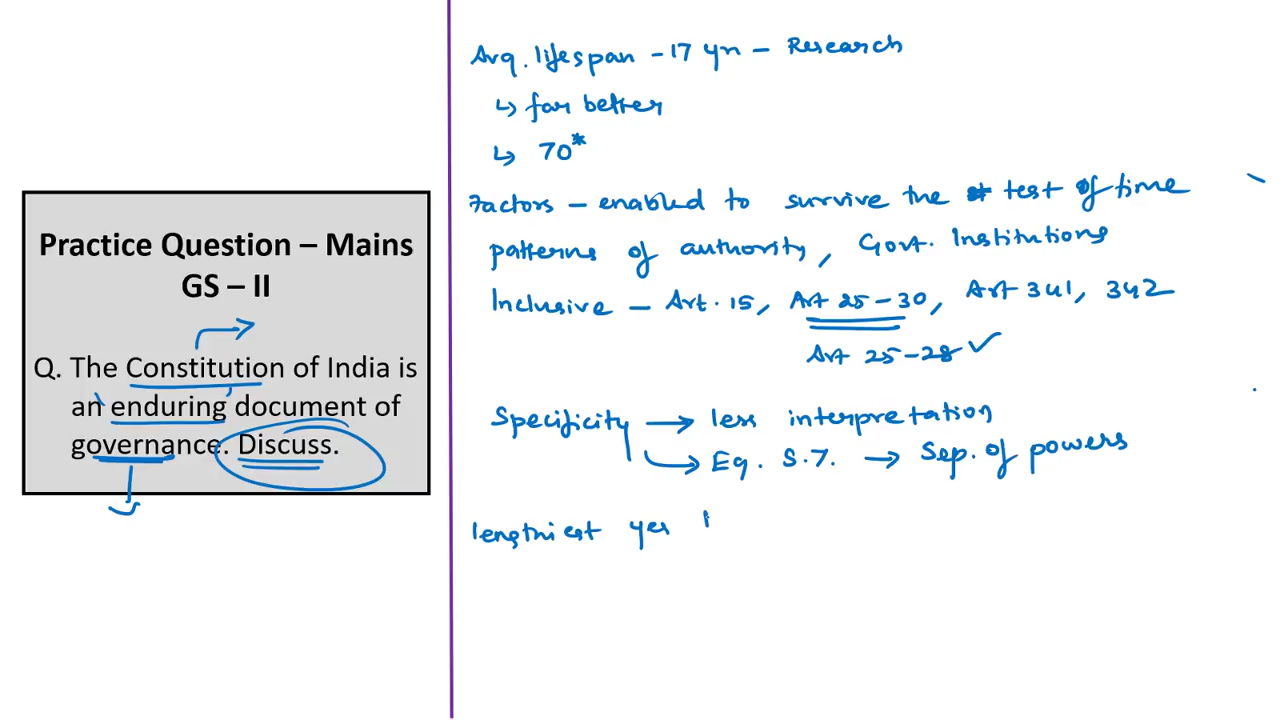 Practice Question – Mains
GS – II
Q. The Constitution of India is
an enduring document of
governance. Discuss.
Avg. lifespan - 17 yrs - Research
↳ far better
↳ 70*
Factors - enabled to survive the test of time
patterns of authority, Govt. Institutions
Inclusive - Art. 15, Art 25-30, Art 341, 342
Art 25-28 ✓
Specificity → less interpretation
↳ Eg. S.7. → Sep. of powers
lengthiest yes